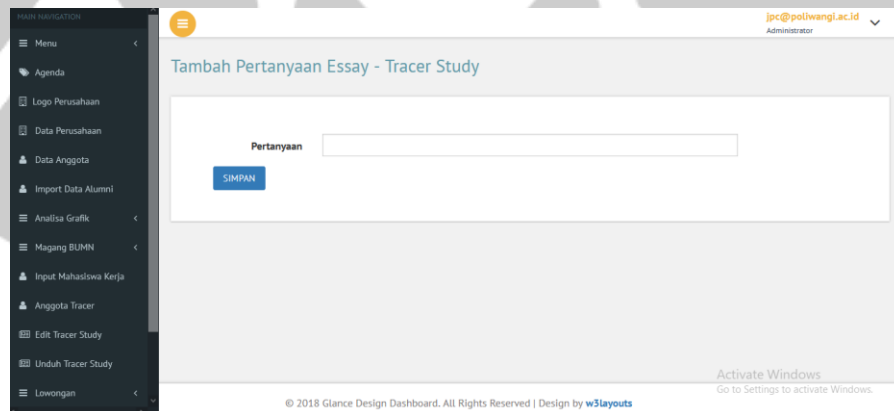 MAIN NAVIGATION
Menu
Agenda
Logo Perusahaan
Data Perusahaan
Data Anggota
Import Data Alumni
Analisa Grafik
Magang BUMN
Input Mahasiswa Kerja
Anggota Tracer
Edit Tracer Study
Unduh Tracer Study
Lowongan
jpc@poliwangi.ac.id
Administrator
Tambah Pertanyaan Essay - Tracer Study
Pertanyaan
SIMPAN
Activate Windows
Go to Settings to activate Windows.
© 2018 Glance Design Dashboard. All Rights Reserved | Design by w3layouts